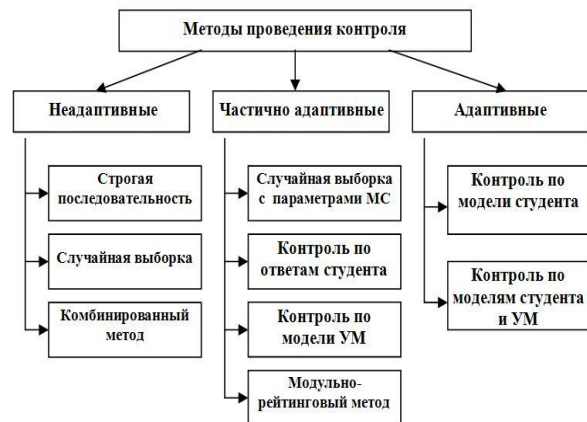 Методы проведения контроля
Неадаптивные
Частично адаптивные
Адаптивные
Строгая
последовательность
Случайная выборка
Комбинированный
метод
Случайная выборка
с параметрами МС
Контроль по
ответам студента
Контроль по
модели УМ
Модульно-
рейтинговый метод
Контроль по
модели студента
Контроль по
моделям студента
и УМ